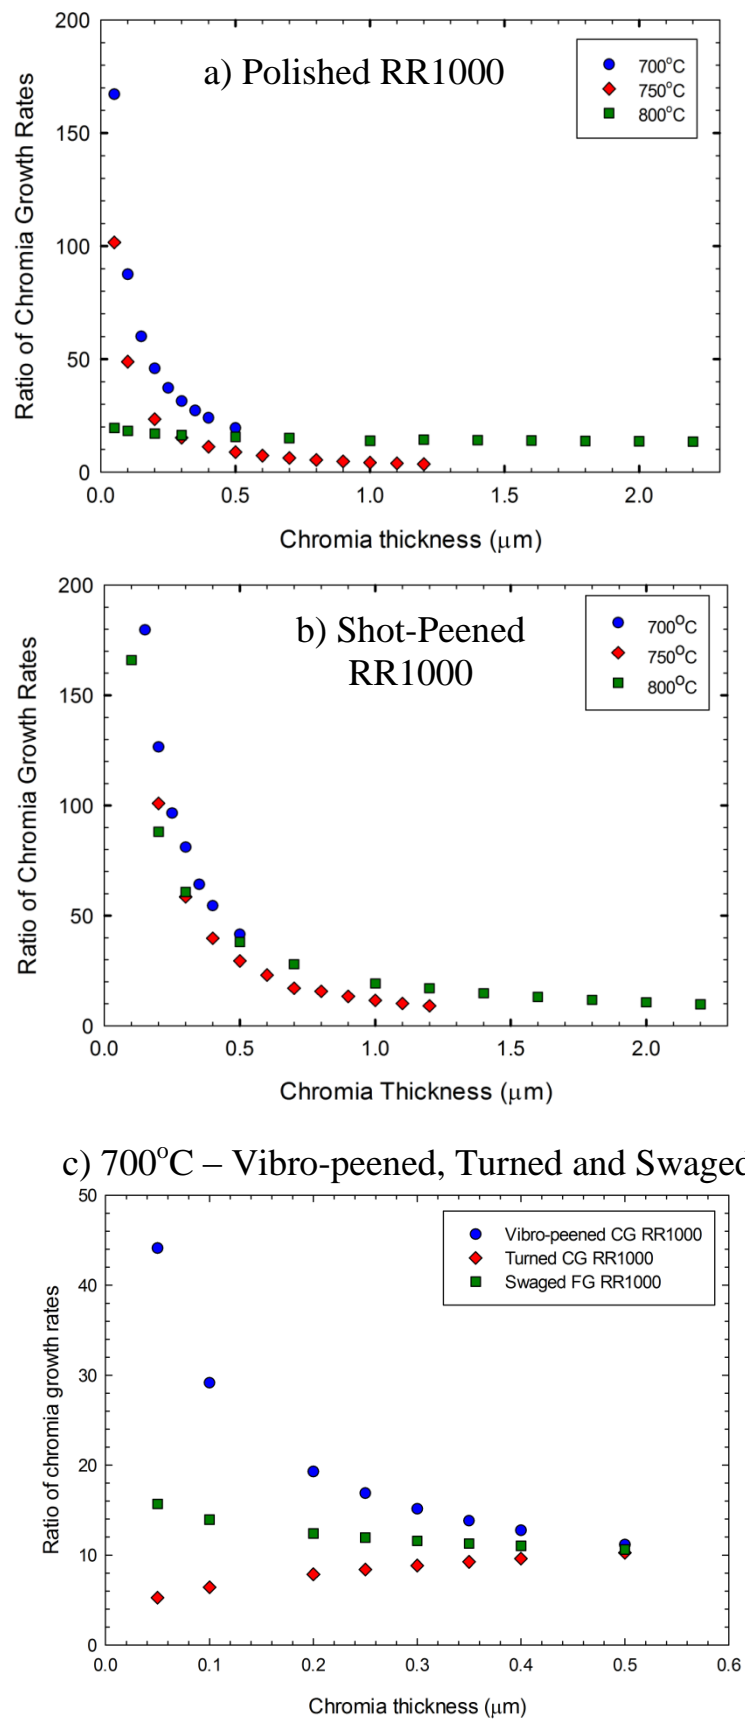 200
a) Polished RR1000
700°C
750°C
800°C
150
100
50
0
0.0 0.5 1.0 1.5 2.0
Ratio of Chromia Growth Rates
Chromia thickness (μm)
200
b) Shot-Peened
RR1000
700°C
750°C
800°C
150
100
50
0
0.0 0.5 1.0 1.5 2.0
Ratio of Chromia Growth Rates
Chromia Thickness (μm)
c) 700°C – Vibro-peened, Turned and Swaged
50
Vibro-peened CG RR1000
Turned CG RR1000
Swaged FG RR1000
40
30
20
10
0
0.0 0.1 0.2 0.3 0.4 0.5 0.6
Ratio of chromia growth rates
Chromia thickness (μm)